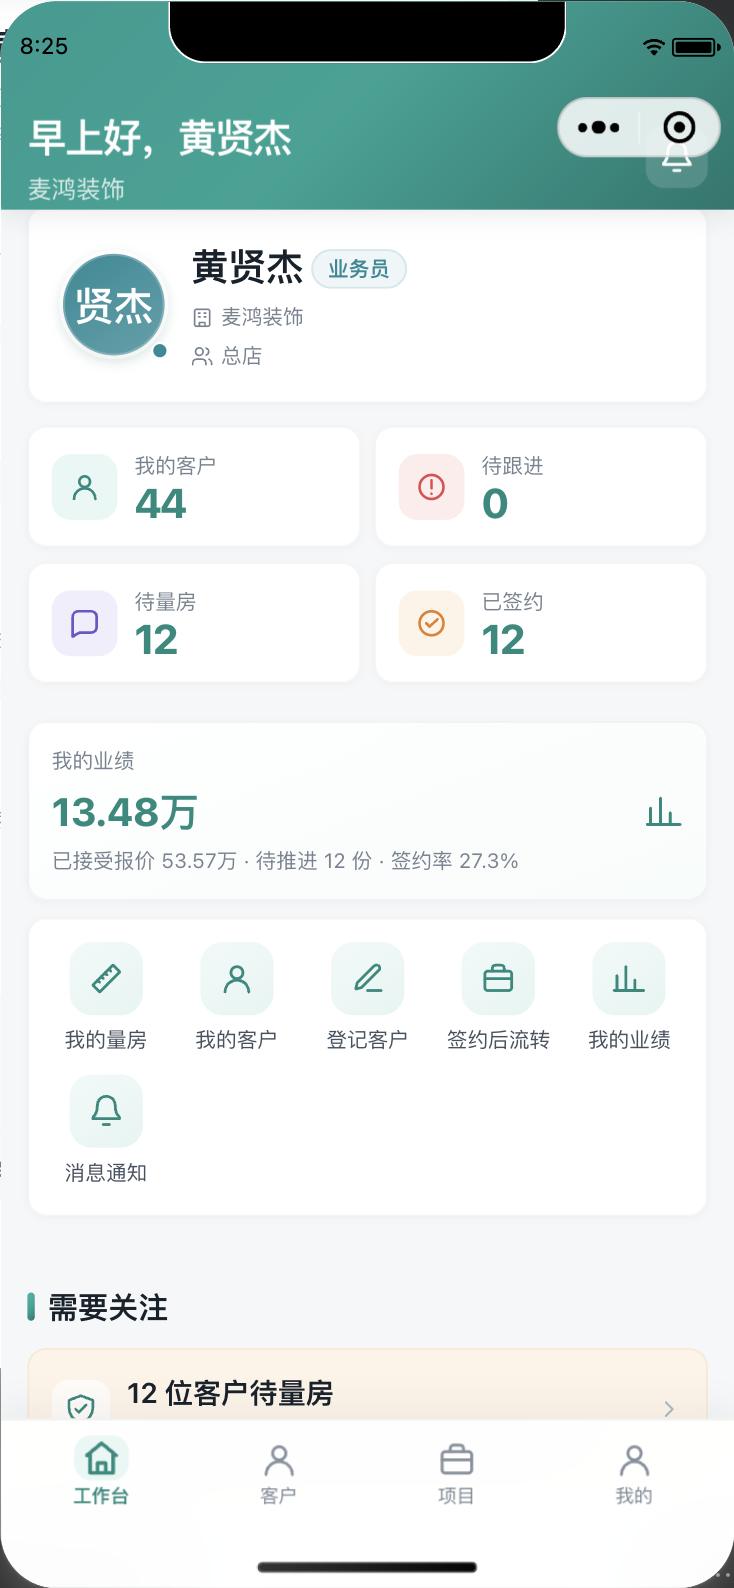 8:25
早上好，黄贤杰
麦鸿装饰
贤杰
黄贤杰 业务员
麦鸿装饰
总店
我的客户
44
待跟进
0
待量房
12
已签约
12
我的业绩
13.48万
已接受报价 53.57万 · 待推进 12 份 · 签约率 27.3%
我的量房 我的客户 登记客户 签约后流转 我的业绩
消息通知
需要关注
12 位客户待量房
工作台 客户 项目 我的